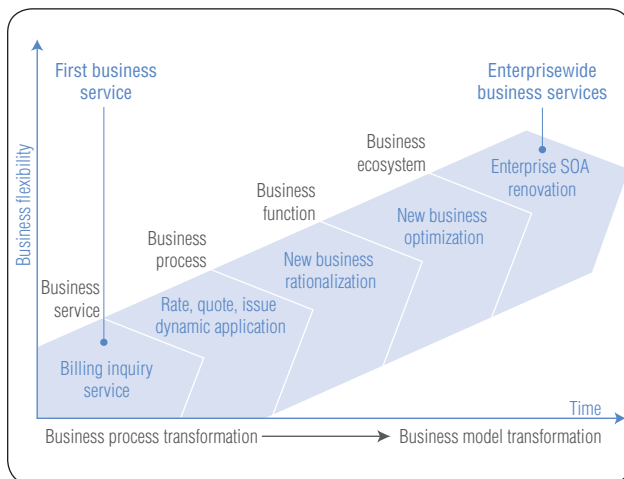 First business
service
Enterprisewide
business services
Business
ecosystem
Enterprise SOA
renovation
Business
function
New business
optimization
Business
process
New business
rationalization
Business flexibility
Business
service
Rate, quote, issue
dynamic application
Billing inquiry
service
Time
Business process transformation
Business model transformation